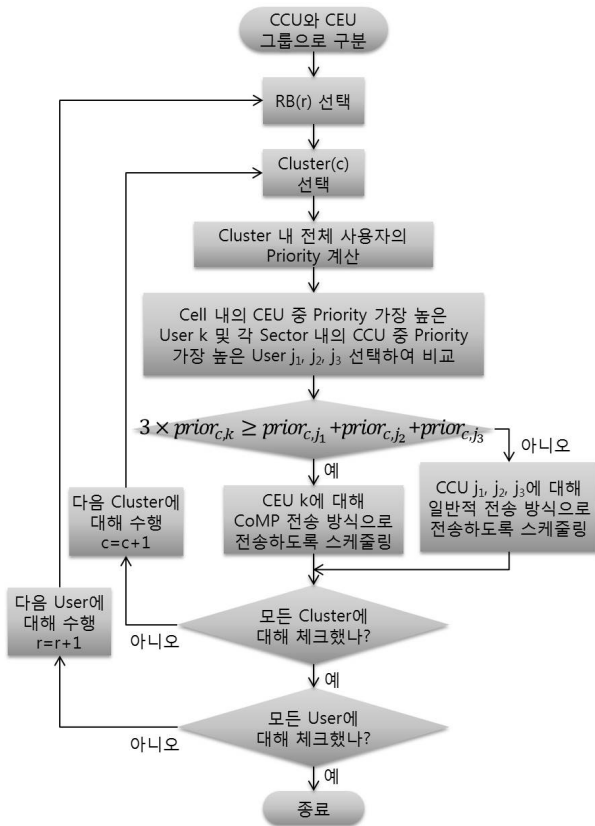 CCU와 CEU
그룹으로 구분
RB(r) 선택
Cluster(c)
선택
Cluster 내 전체 사용자의
Priority 계산
Cell 내의 CEU 중 Priority 가장 높은
User k 및 각 Sector 내의 CCU 중 Priority
가장 높은 User j₁, j₂, j₃ 선택하여 비교
3 × prior_{c,k} ≥ prior_{c,j₁}+prior_{c,j₂}+prior_{c,j₃}
아니오
예
CEU k에 대해
CoMP 전송 방식으로
전송하도록 스케줄링
CCU j₁, j₂, j₃에 대해
일반적 전송 방식으로
전송하도록 스케줄링
다음 Cluster에
대해 수행
c=c+1
모든 Cluster에
대해 체크했나?
아니오
예
다음 User에
대해 수행
r=r+1
모든 User에
대해 체크했나?
아니오
예
종료